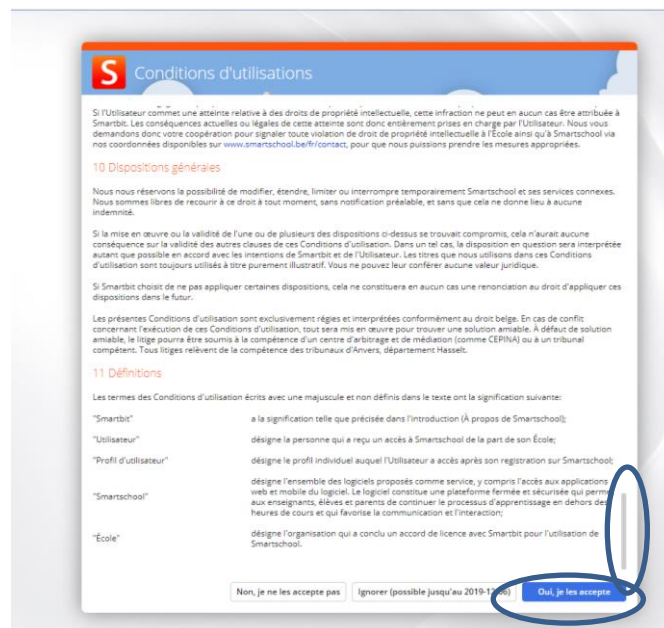 S
Conditions d'utilisations
Si l'Utilisateur commet une atteinte relative à des droits de propriété intellectuelle, cette infraction ne peut en aucun cas être attribuée à
Smartbit. Les conséquences actuelles ou légales de cette atteinte sont donc entièrement prises en charge par l'Utilisateur. Nous vous
demandons donc votre coopération pour signaler toute violation de droit de propriété intellectuelle à l'École ainsi qu'à Smartschool via
nos coordonnées disponibles sur www.smartschool.be/fr/contact, pour que nous puissions prendre les mesures appropriées.
10 Dispositions générales
Nous nous réservons la possibilité de modifier, étendre, limiter ou interrompre temporairement Smartschool et ses services connexes.
Nous sommes libres de recourir à ce droit à tout moment, sans notification préalable, et sans que cela ne donne lieu à aucune
indemnité.
Si la mise en œuvre ou la validité de l'une ou de plusieurs des dispositions ci-dessus se trouvait compromis, cela n'aurait aucune
conséquence sur la validité des autres clauses de ces Conditions d'utilisation. Dans un tel cas, la disposition en question sera interprétée
autant que possible en accord avec les intentions de Smartbit et de l'Utilisateur. Les titres que nous utilisons dans ces Conditions
d'utilisation sont toujours utilisés à titre purement illustratif. Vous ne pouvez leur conférer aucune valeur juridique.
Si Smartbit choisit de ne pas appliquer certaines dispositions, cela ne constituera en aucun cas une renonciation au droit d'appliquer ces
dispositions dans le futur.
Les présentes Conditions d'utilisation sont exclusivement régies et interprétées conformément au droit belge. En cas de conflit
concernant l'exécution de ces Conditions d'utilisation, tout sera mis en œuvre pour trouver une solution amiable. À défaut de solution
amiable, le litige pourra être soumis à la compétence d'un centre d'arbitrage et de médiation (comme CEPINA) ou à un tribunal
compétent. Tous litiges relèvent de la compétence des tribunaux d'Anvers, département Hasselt.
11 Définitions
Les termes des Conditions d'utilisation écrits avec une majuscule et non définis dans le texte ont la signification suivante:
"Smartbit" a la signification telle que précisée dans l'introduction (À propos de Smartschool);
"Utilisateur" désigne la personne qui a reçu un accès à Smartschool de la part de son École;
"Profil d'utilisateur" désigne le profil individuel auquel l'Utilisateur a accès après son registration sur Smartschool;
"Smartschool" désigne l'ensemble des logiciels proposés comme service, y compris l'accès aux applications
web et mobile du logiciel. Le logiciel constitue une plateforme fermée et sécurisée qui perme
aux enseignants, élèves et parents de continuer le processus d'apprentissage en dehors des
heures de cours et qui favorise la communication et l'interaction;
"École" désigne l'organisation qui a conclu un accord de licence avec Smartbit pour l'utilisation de
Smartschool.
Non, je ne les accepte pas Ignorer (possible jusqu'au Oui, je les accepte